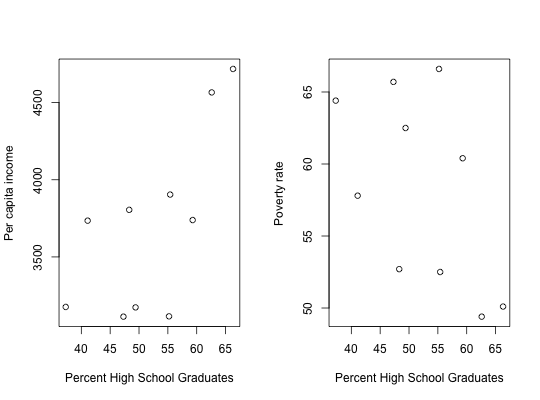 Per capita income
4500
4000
3500
40 45 50 55 60 65
Percent High School Graduates
Poverty rate
65
60
55
50
40 45 50 55 60 65
Percent High School Graduates